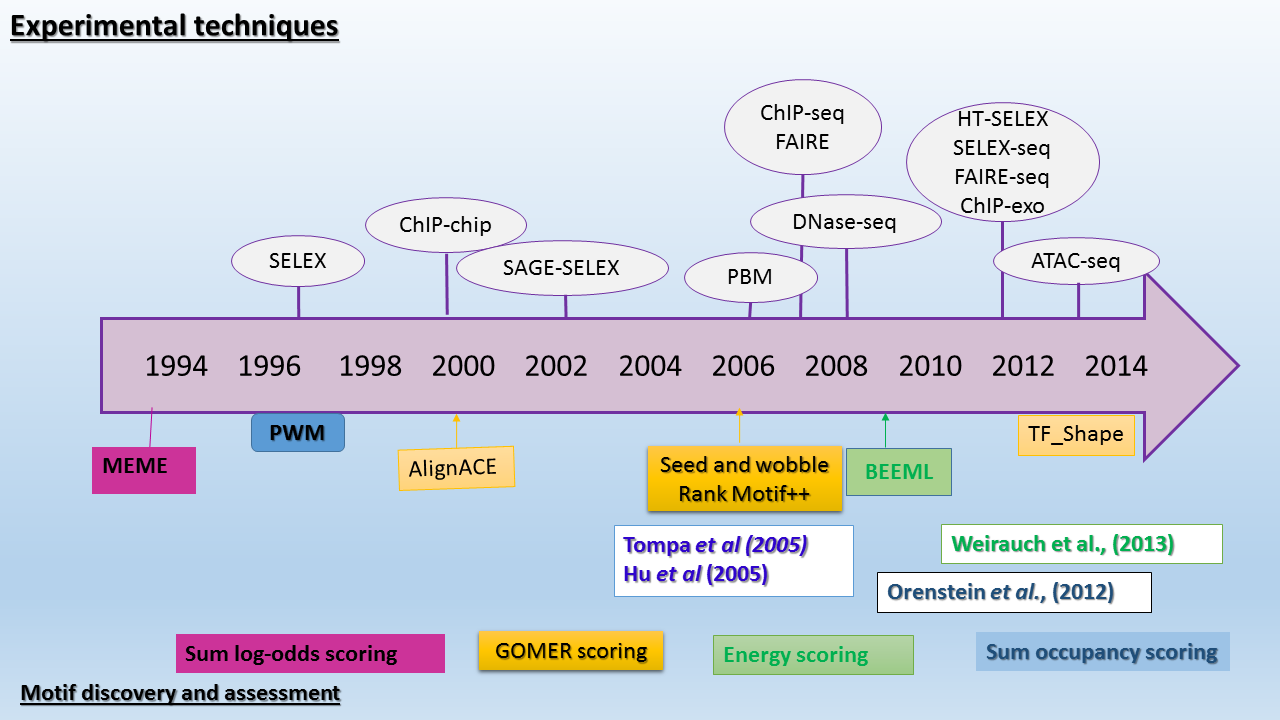 Experimental techniques
ChIP-seq
FAIRE
HT-SELEX
SELEX-seq
FAIRE-seq
ChIP-exo
ChIP-chip
DNase-seq
SELEX
SAGE-SELEX
PBM
ATAC-seq
1994 1996 1998 2000 2002 2004 2006 2008 2010 2012 2014
MEME
PWM
AlignACE
Seed and wobble
Rank Motif++
BEEML
TF_Shape
Tompa et al (2005)
Hu et al (2005)
Weirauch et al., (2013)
Orenstein et al., (2012)
Sum log-odds scoring
GOMER scoring
Energy scoring
Sum occupancy scoring
Motif discovery and assessment